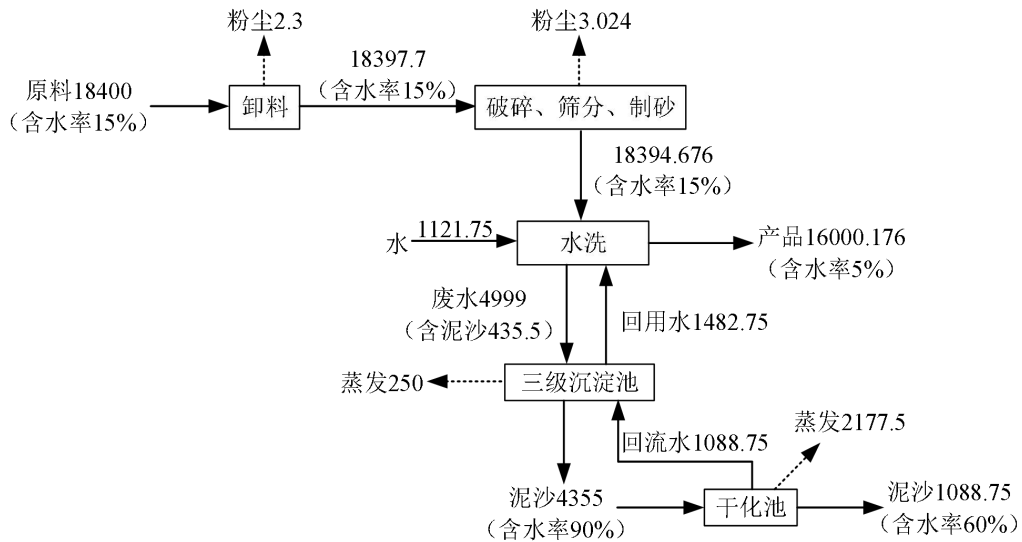 粉尘2.3
粉尘3.024
18397.7
（含水率15%）
原料18400
（含水率15%）
卸料
破碎、筛分、制砂
18394.676
（含水率15%）
水
1121.75
水洗
产品16000.176
（含水率5%）
废水4999
（含泥沙435.5）
回用水1482.75
蒸发250
三级沉淀池
蒸发2177.5
回流水1088.75
泥沙4355
（含水率90%）
干化池
泥沙1088.75
（含水率60%）